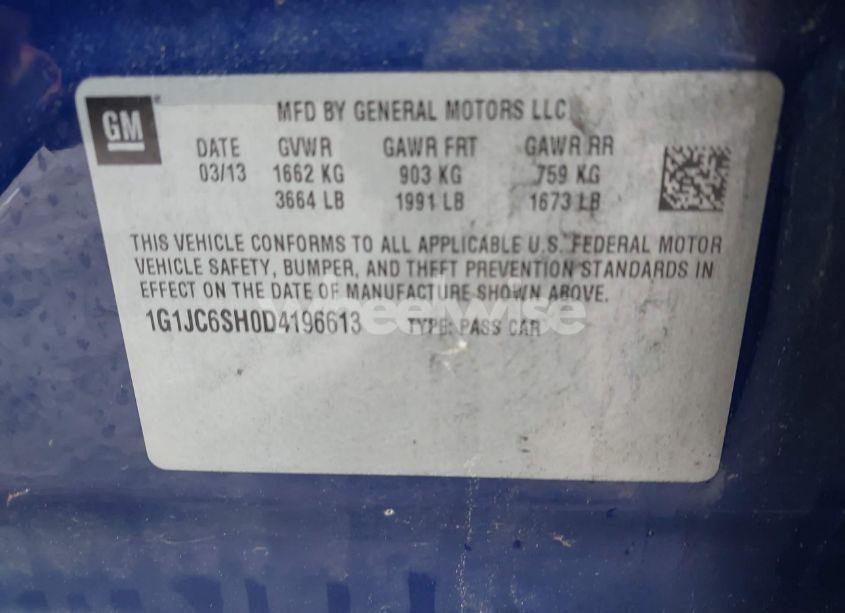 GM
MFD BY GENERAL MOTORS LLC
DATE GVWR GAWR FRT GAWR RR
03/13 1662 KG 903 KG 759 KG
3664 LB 1991 LB 1673 LB
THIS VEHICLE CONFORMS TO ALL APPLICABLE U.S. FEDERAL MOTOR
VEHICLE SAFETY, BUMPER, AND THEFT PREVENTION STANDARDS IN
EFFECT ON THE DATE OF MANUFACTURE SHOWN ABOVE.
1G1JC6SH0D4196613 TYPE: PASS CAR
Wheelwise